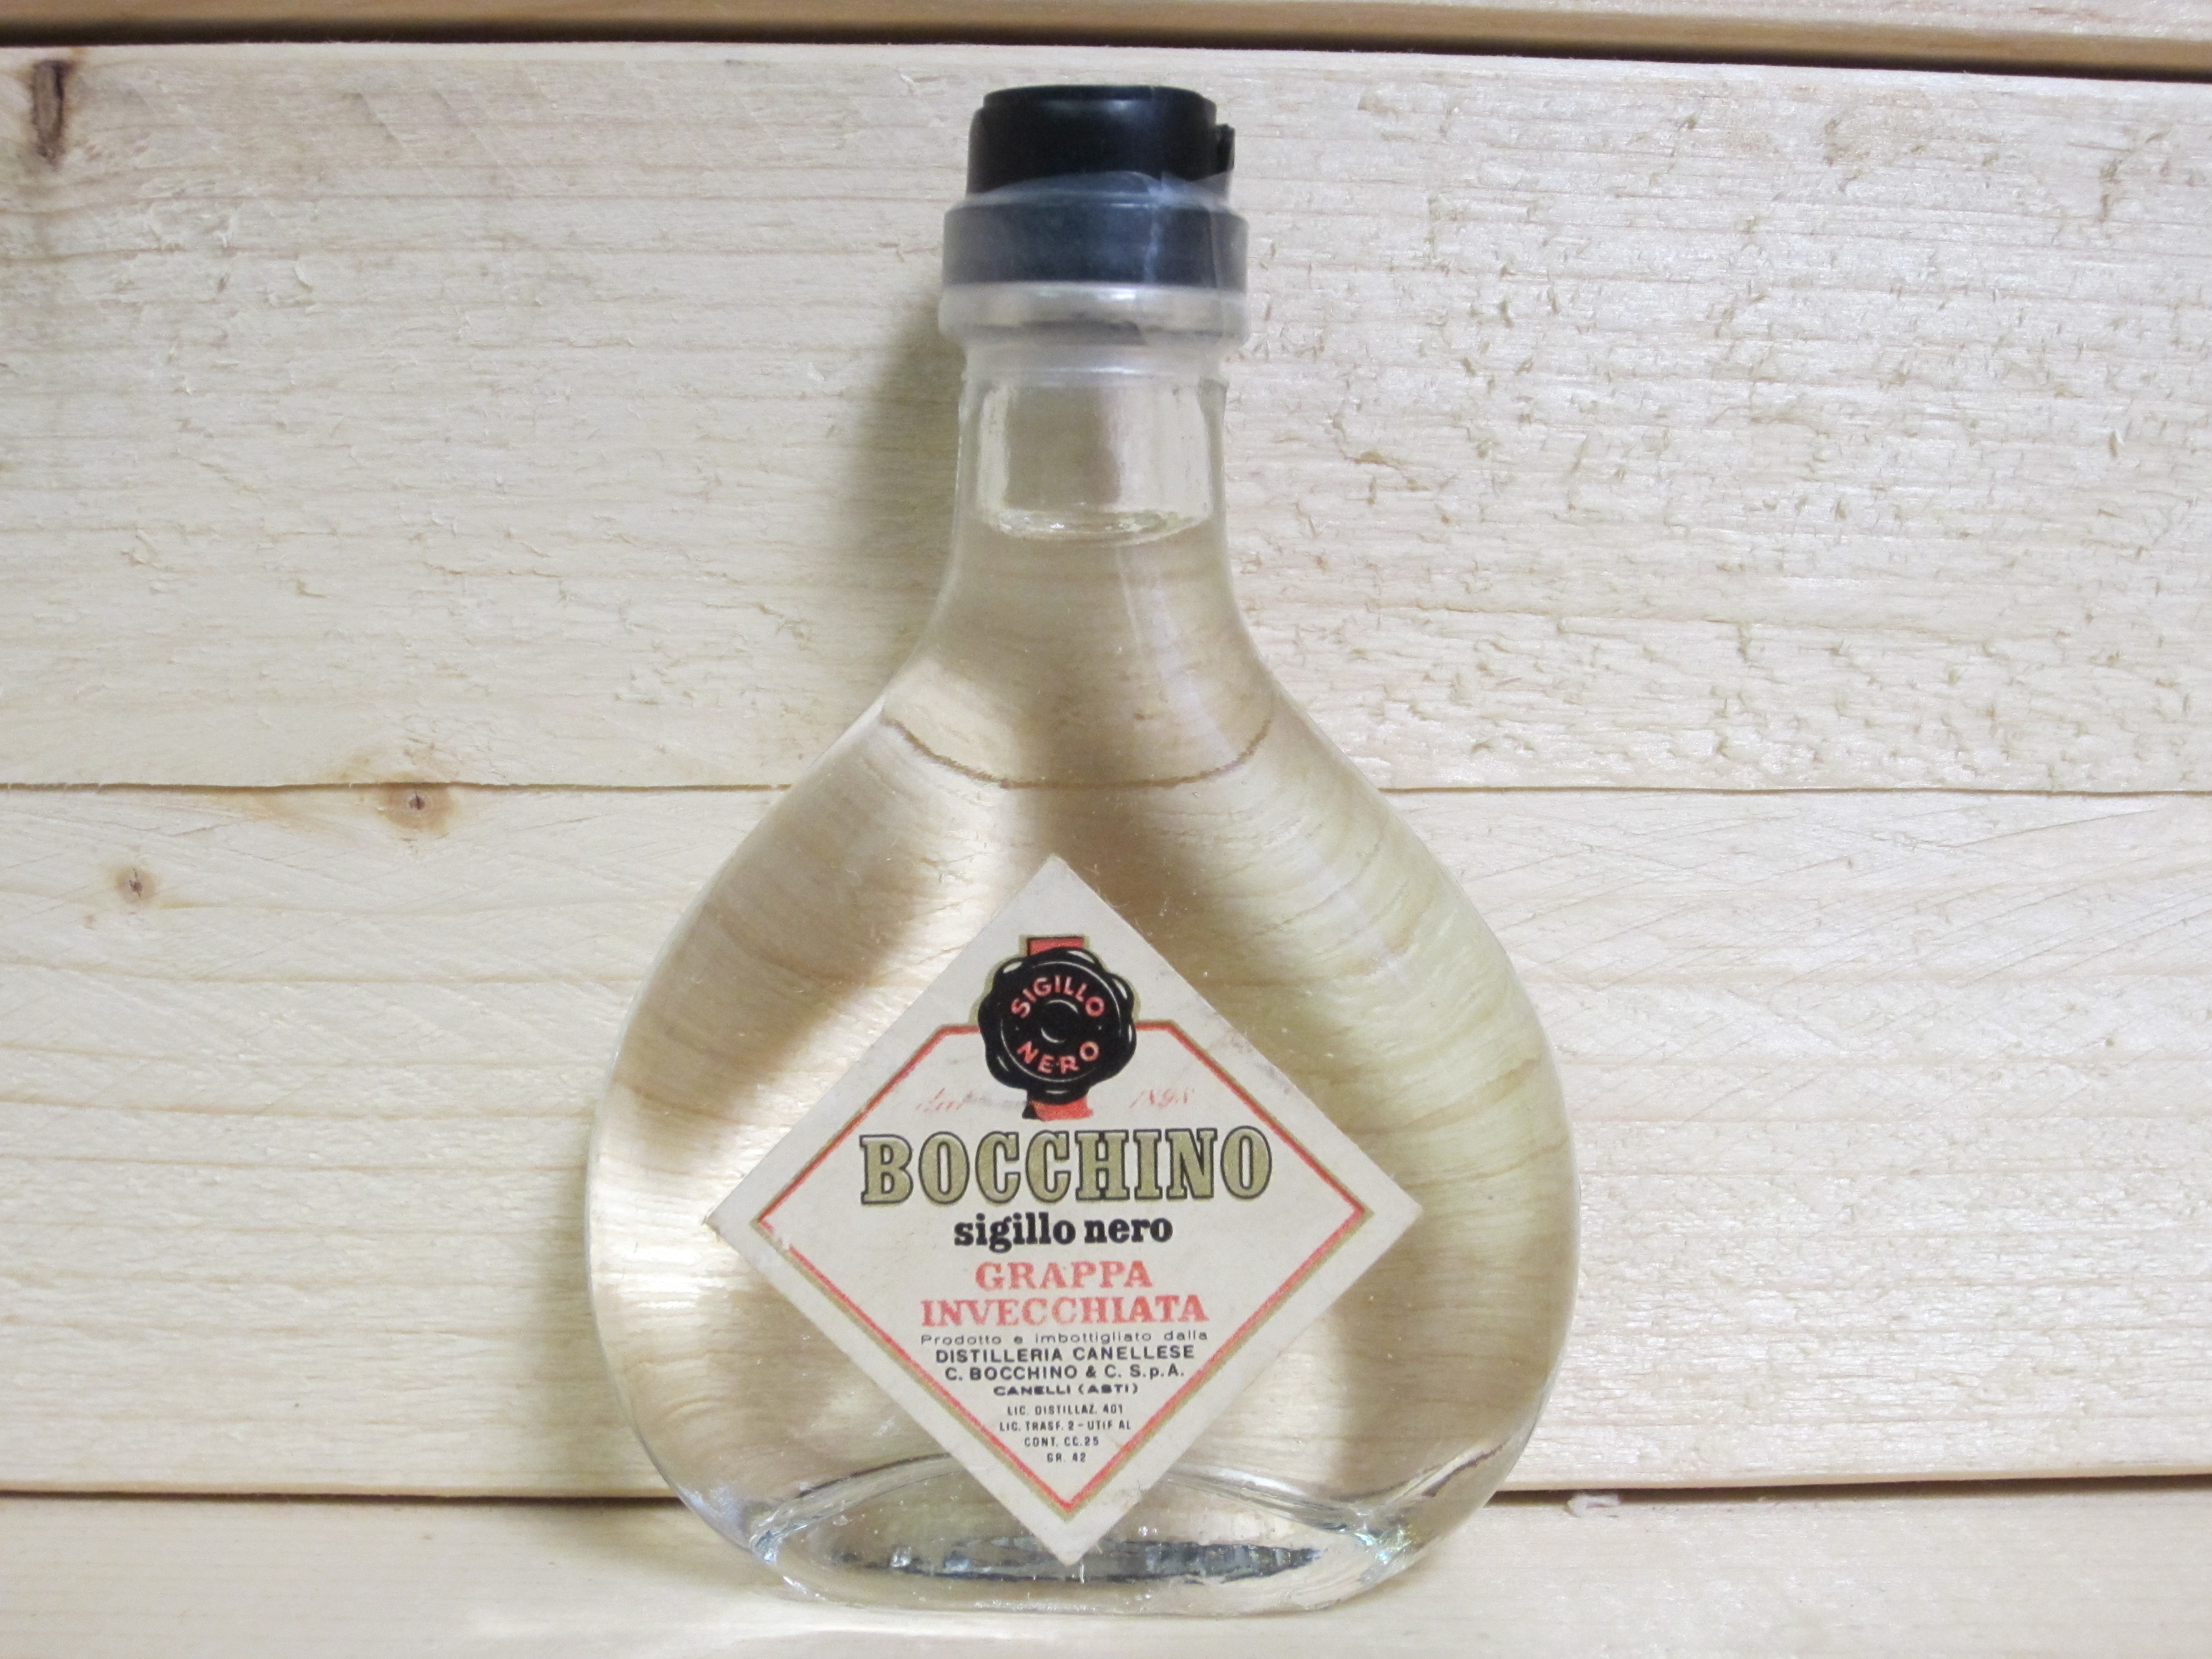 SIGILLO
NERO
dal 1898
BOCCHINO
sigillo nero
GRAPPA
INVECCHIATA
Prodotto e imbottigliato dalla
DISTILLERIA CANELLESE
C. BOCCHINO & C. S.p.A.
CANELLI (ASTI)
LIC. DISTILLAZ. 401
LIC. TRASF. 2 - UTIF AL
CONT. CC. 25
GR. 42